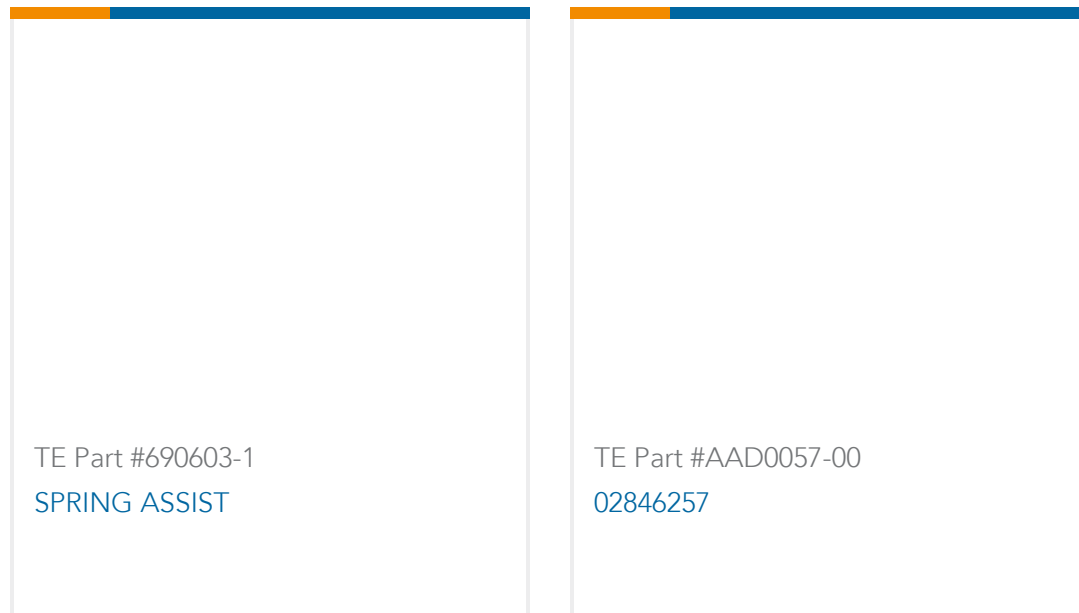 TE Part #690603-1
SPRING ASSIST
TE Part #AAD0057-00
02846257